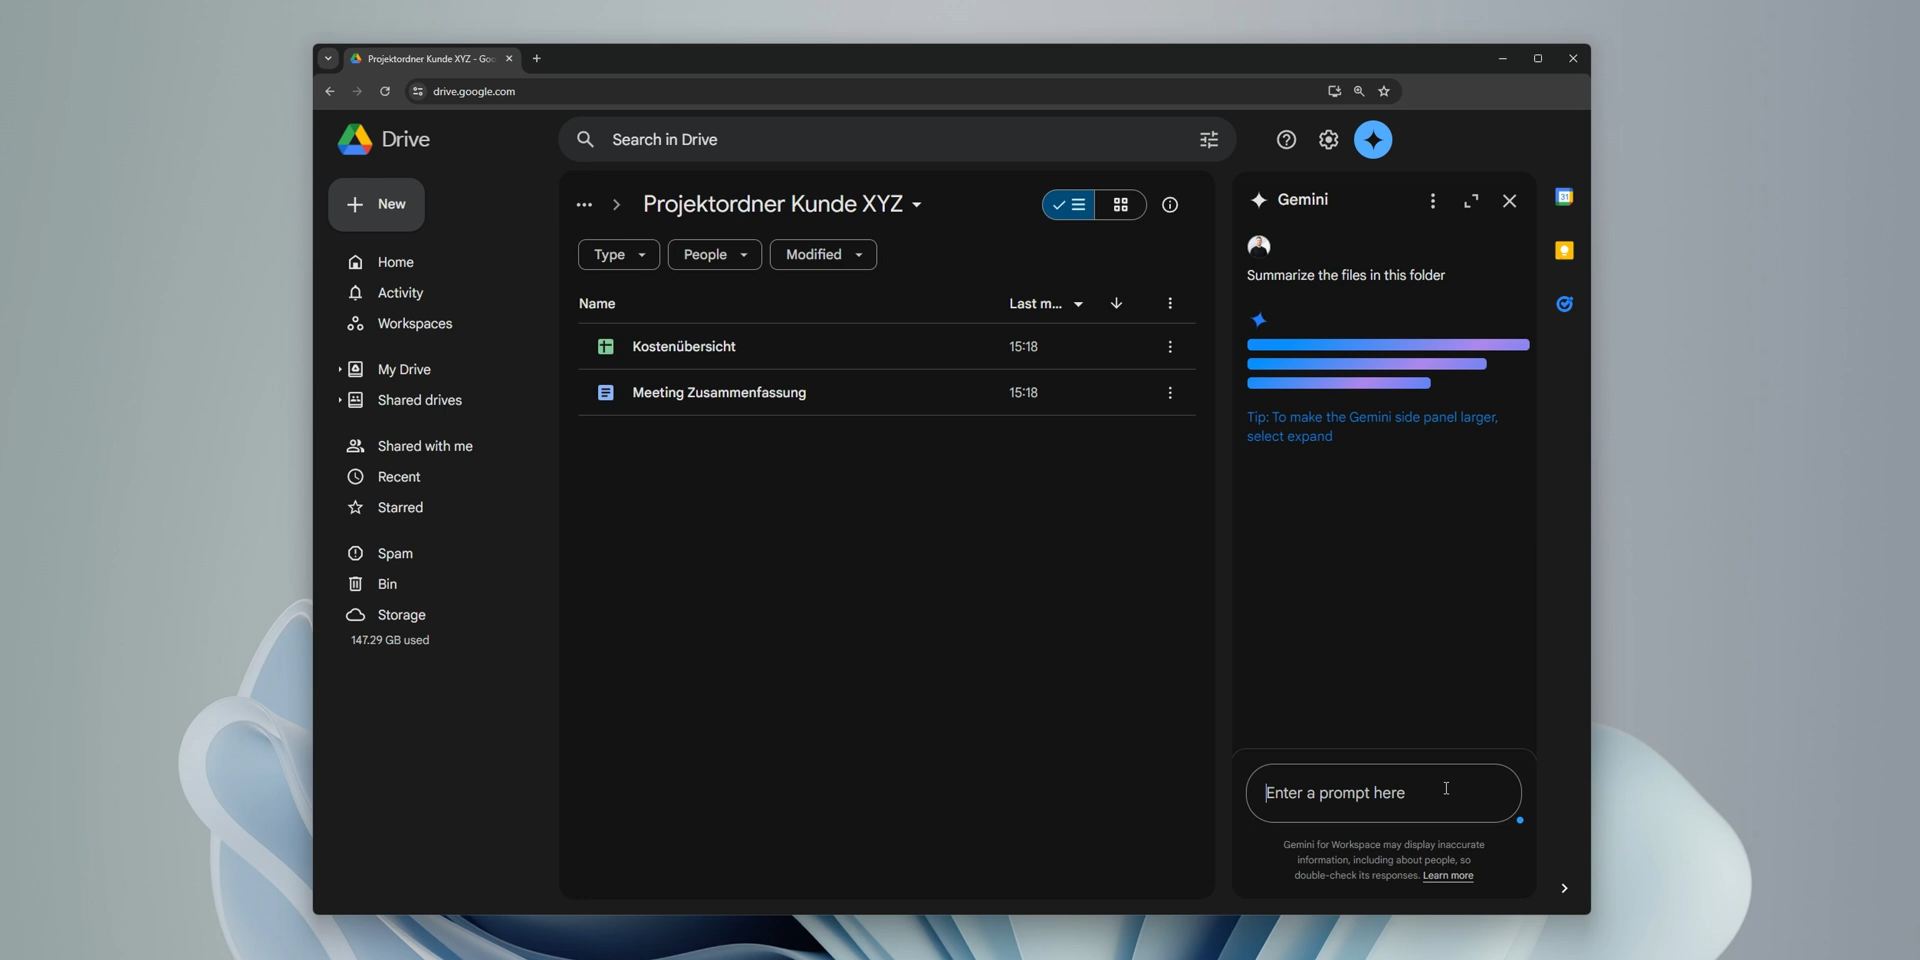 Projektordner Kunde XYZ - Goo
drive.google.com
Drive
Search in Drive
New
Home
Activity
Workspaces
My Drive
Shared drives
Shared with me
Recent
Starred
Spam
Bin
Storage
147.29 GB used
Projektordner Kunde XYZ
Type
People
Modified
Name
Last m...
Kostenübersicht
15:18
Meeting Zusammenfassung
15:18
Gemini
Summarize the files in this folder
Tip: To make the Gemini side panel larger,
select expand
Enter a prompt here
Gemini for Workspace may display inaccurate
information, including about people, so
double-check its responses. Learn more
31